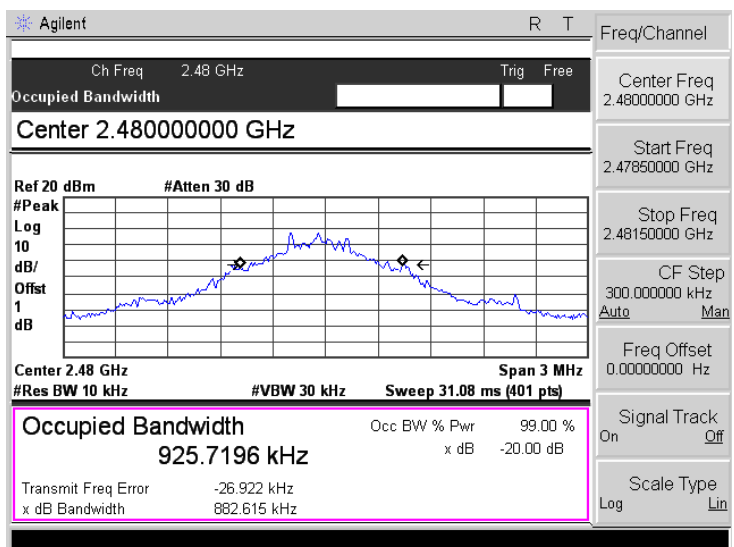 Agilent R T
Freq/Channel
Ch Freq 2.48 GHz Trig Free
Occupied Bandwidth
Center 2.480000000 GHz
Ref 20 dBm #Atten 30 dB
#Peak
Log
10
dB/
Offst
1
dB
Center 2.48 GHz Span 3 MHz
#Res BW 10 kHz #VBW 30 kHz Sweep 31.08 ms (401 pts)
Occupied Bandwidth Occ BW % Pwr 99.00 %
925.7196 kHz x dB -20.00 dB
Transmit Freq Error -26.922 kHz
x dB Bandwidth 882.615 kHz
Center Freq
2.48000000 GHz
Start Freq
2.47850000 GHz
Stop Freq
2.48150000 GHz
CF Step
300.000000 kHz
Auto Man
Freq Offset
0.00000000 Hz
Signal Track
On Off
Scale Type
Log Lin